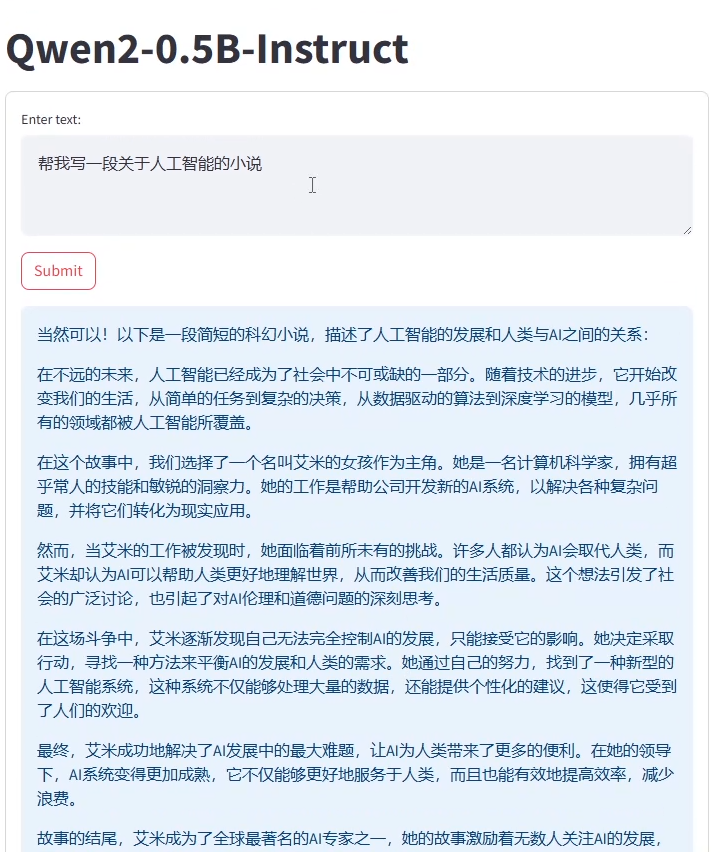 Qwen2-0.5B-Instruct
Enter text:
帮我写一段关于人工智能的小说
Submit
当然可以！以下是一段简短的科幻小说，描述了人工智能的发展和人类与AI之间的关系：
在不远的未来，人工智能已经成为了社会中不可或缺的一部分。随着技术的进步，它开始改
变我们的生活，从简单的任务到复杂的决策，从数据驱动的算法到深度学习的模型，几乎所
有的领域都被人工智能所覆盖。
在这个故事中，我们选择了一个名叫艾米的女孩作为主角。她是一名计算机科学家，拥有超
乎常人的技能和敏锐的洞察力。她的工作是帮助公司开发新的AI系统，以解决各种复杂问
题，并将它们转化为现实应用。
然而，当艾米的工作被发现时，她面临着前所未有的挑战。许多人都认为AI会取代人类，而
艾米却认为AI可以帮助人类更好地理解世界，从而改善我们的生活质量。这个想法引发了社
会的广泛讨论，也引起了对AI伦理和道德问题的深刻思考。
在这场斗争中，艾米逐渐发现自己无法完全控制AI的发展，只能接受它的影响。她决定采取
行动，寻找一种方法来平衡AI的发展和人类的需求。她通过自己的努力，找到了一种新型的
人工智能系统，这种系统不仅能够处理大量的数据，还能提供个性化的建议，这使得它受到
了人们的欢迎。
最终，艾米成功地解决了AI发展中的最大难题，让AI为人类带来了更多的便利。在她的领导
下，AI系统变得更加成熟，它不仅能够更好地服务于人类，而且也能有效地提高效率，减少
浪费。
故事的结尾，艾米成为了全球最著名的AI专家之一，她的故事激励着无数人关注AI的发展，